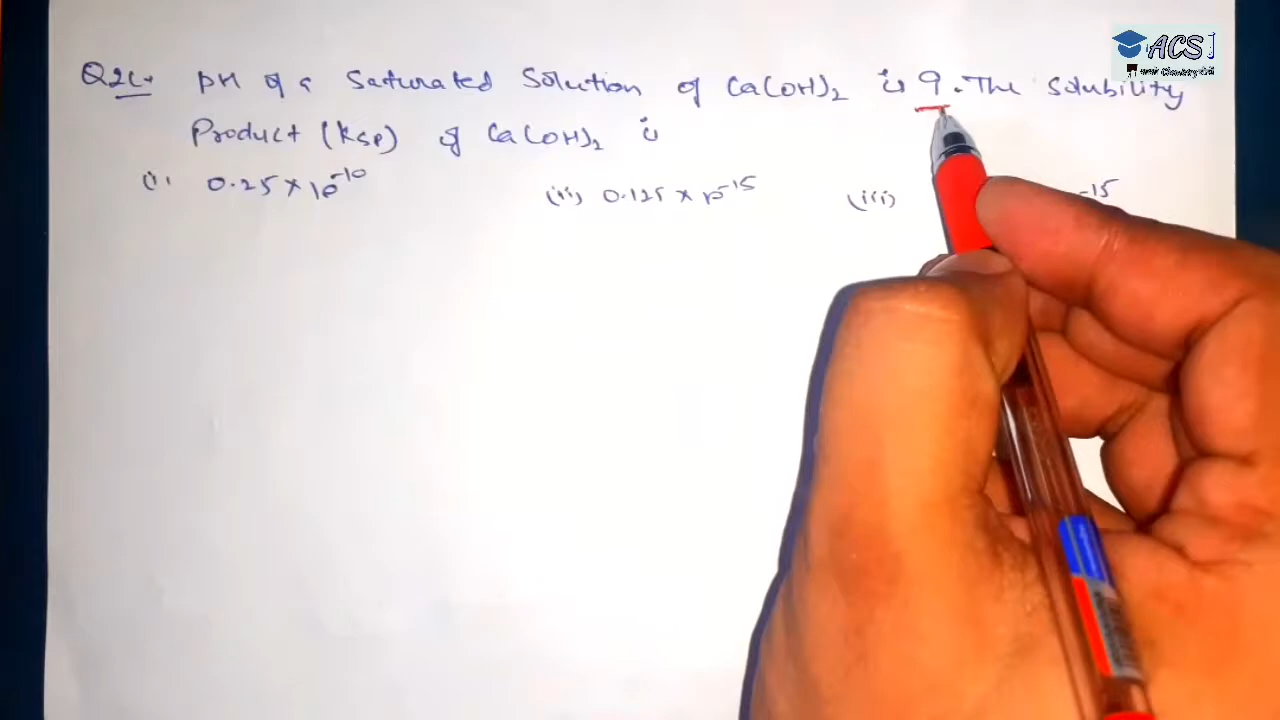 ACS
Q26. PH of a Saturated Solution of Ca(OH)2 is 9. The Solubility
Product (Ksp) of Ca(OH)2 is
(i) 0.25 × 10-10 (ii) 0.125 × 10-15 (iii) -15